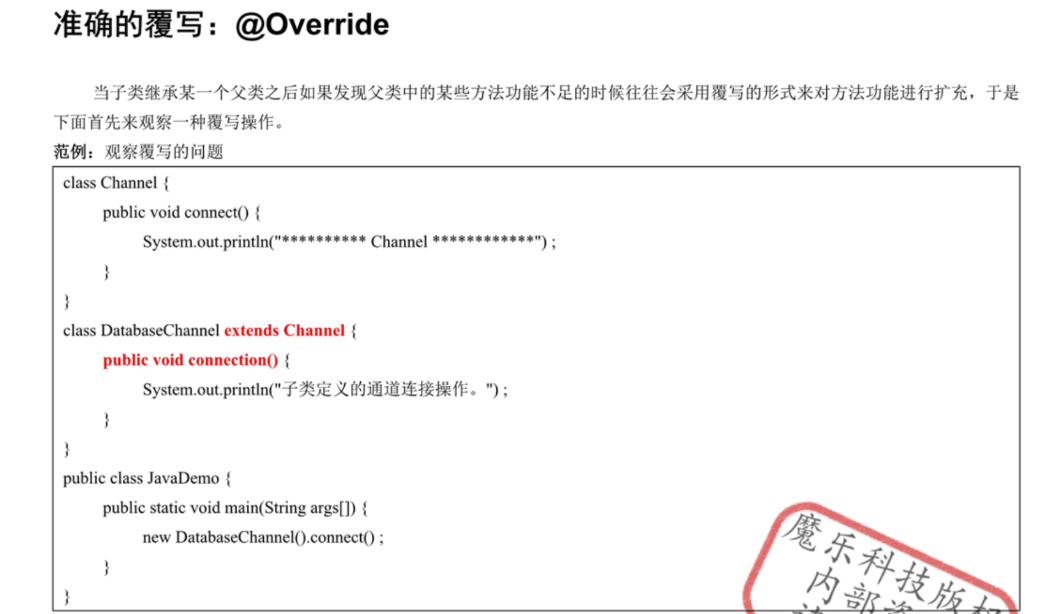 准确的覆写：@Override
当子类继承某一个父类之后如果发现父类中的某些方法功能不足的时候往往会采用覆写的形式来对方法功能进行扩充，于是
下面首先来观察一种覆写操作。
范例：观察覆写的问题
class Channel {
public void connect() {
System.out.println("********** Channel ************") ;
}
}
class DatabaseChannel extends Channel {
public void connection() {
System.out.println("子类定义的通道连接操作。") ;
}
}
public class JavaDemo {
public static void main(String args[]) {
new DatabaseChannel().connect() ;
}
}
魔乐科技版权
内部资